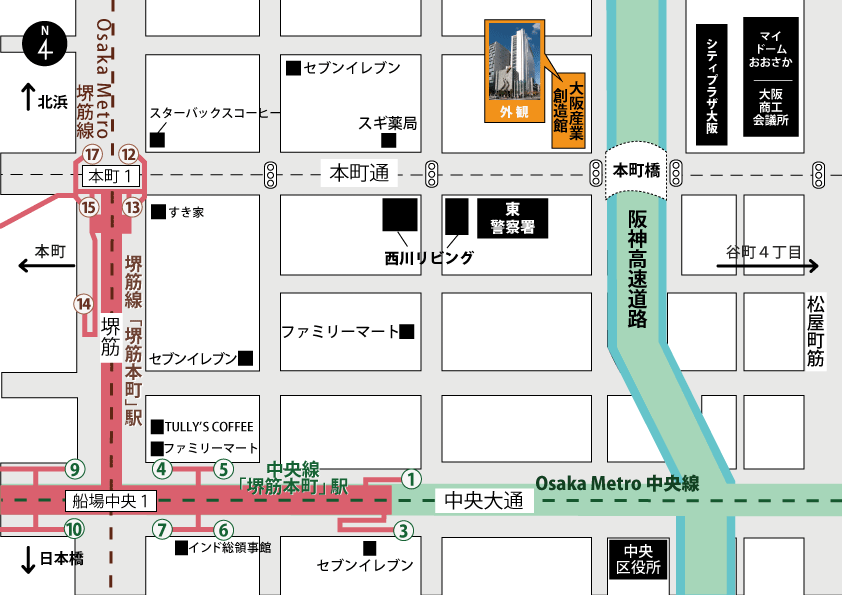 N
4
Osaka Metro
堺筋線
北浜
スターバックスコーヒー
セブンイレブン
スギ薬局
外観
大阪産業
創造館
シティプラザ大阪
マイ
ドーム
おおさか
大阪
商工
会議所
⑰
⑫
本町1
⑮
⑬
本町通
本町橋
すき家
西川リビング
東
警察署
阪神高速道路
本町
谷町4丁目
松屋町筋
⑭
堺筋
堺筋線「堺筋本町」駅
ファミリーマート
セブンイレブン
TULLY'S COFFEE
ファミリーマート
⑨
④
⑤
中央線
「堺筋本町」駅
①
Osaka Metro 中央線
船場中央1
中央大通
⑩
⑦
⑥
③
日本橋
インド総領事館
セブンイレブン
中央
区役所